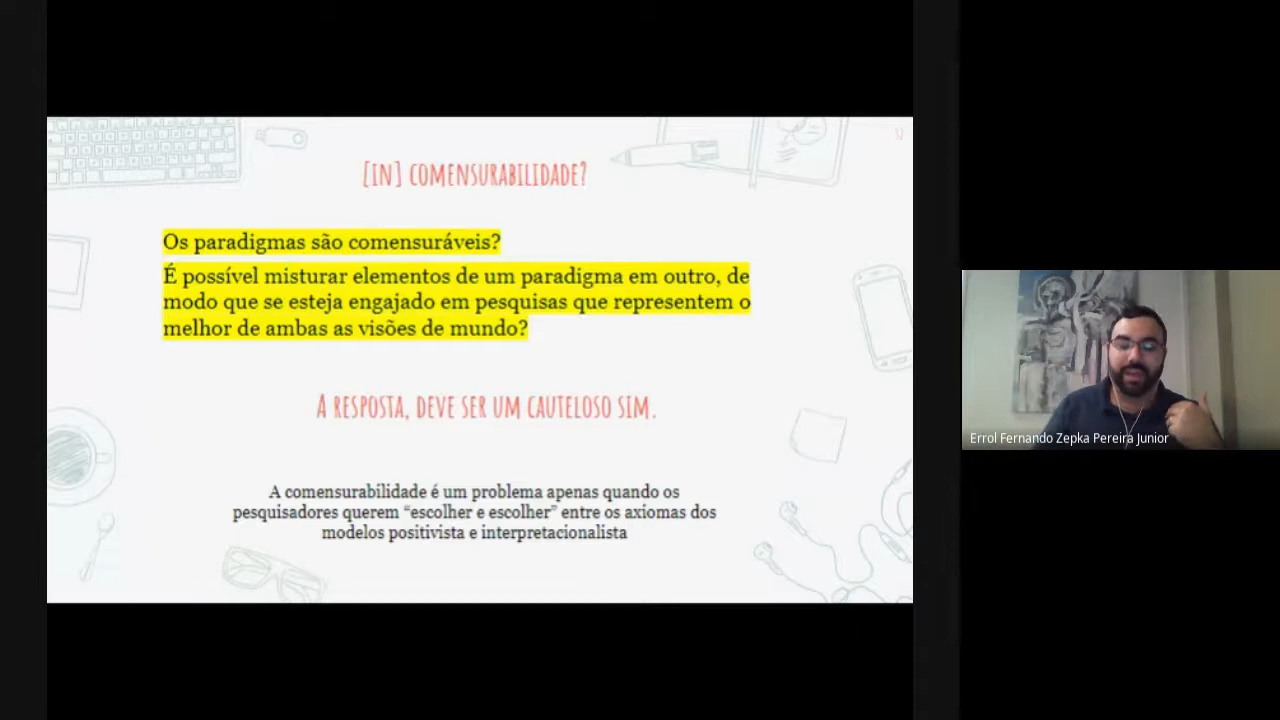 [IN] COMENSURABILIDADE?
Os paradigmas são comensuráveis?
É possível misturar elementos de um paradigma em outro, de
modo que se esteja engajado em pesquisas que representem o
melhor de ambas as visões de mundo?
A RESPOSTA, DEVE SER UM CAUTELOSO SIM.
A comensurabilidade é um problema apenas quando os
pesquisadores querem “escolher e escolher” entre os axiomas dos
modelos positivista e interpretacionalista
Errol Fernando Zepka Pereira Junior